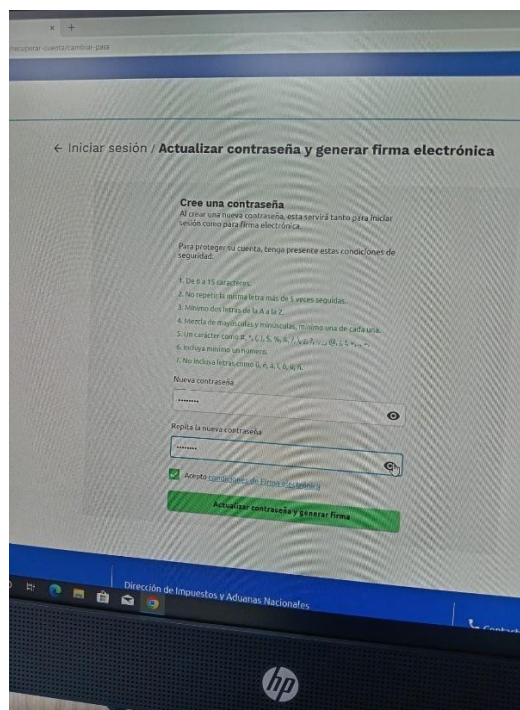 recuperar-cuenta/cambiar-pass
← Iniciar sesión / Actualizar contraseña y generar firma electrónica
Cree una contraseña
Al crear una nueva contraseña, esta servirá tanto para iniciar
sesión como para firma electrónica.
Para proteger su cuenta, tenga presente estas condiciones de
seguridad:
1. De 8 a 15 caracteres.
2. No repetir la misma letra más de 5 veces seguidas.
3. Mínimo dos letras de la A a la Z.
4. Mezcla de mayúsculas y minúsculas, mínimo una de cada una.
5. Un carácter como
6. Incluya mínimo un número.
7. No incluya letras como
Nueva contraseña
••••••••
Repita la nueva contraseña
••••••••
Acepto condiciones de Firma electrónica
Actualizar contraseña y generar firma
Dirección de Impuestos y Aduanas Nacionales
hp